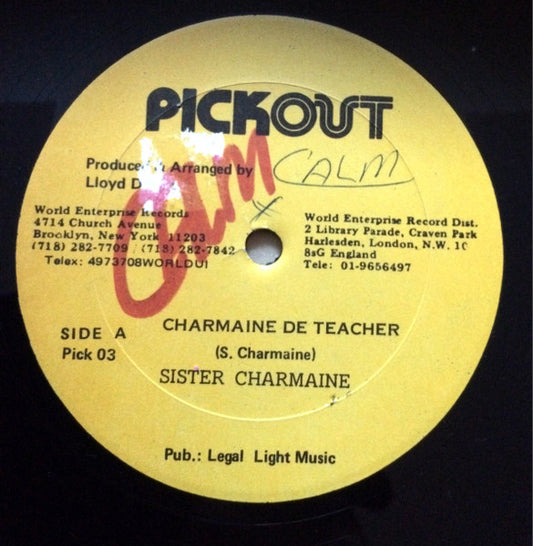 PICKOUT
Produced & Arranged by
Lloyd D
CALM
Calm
x
World Enterprise Records
4714 Church Avenue
Brooklyn, New York 11203
(718) 282-7709 / (718) 282-7842
Telex: 4973708WORLDUI
World Enterprise Record Dist.
2 Library Parade, Craven Park
Harlesden, London, N.W. 10
8sG England
Tele: 01-9656497
SIDE A
Pick 03
CHARMAINE DE TEACHER
(S. Charmaine)
SISTER CHARMAINE
Pub.: Legal Light Music